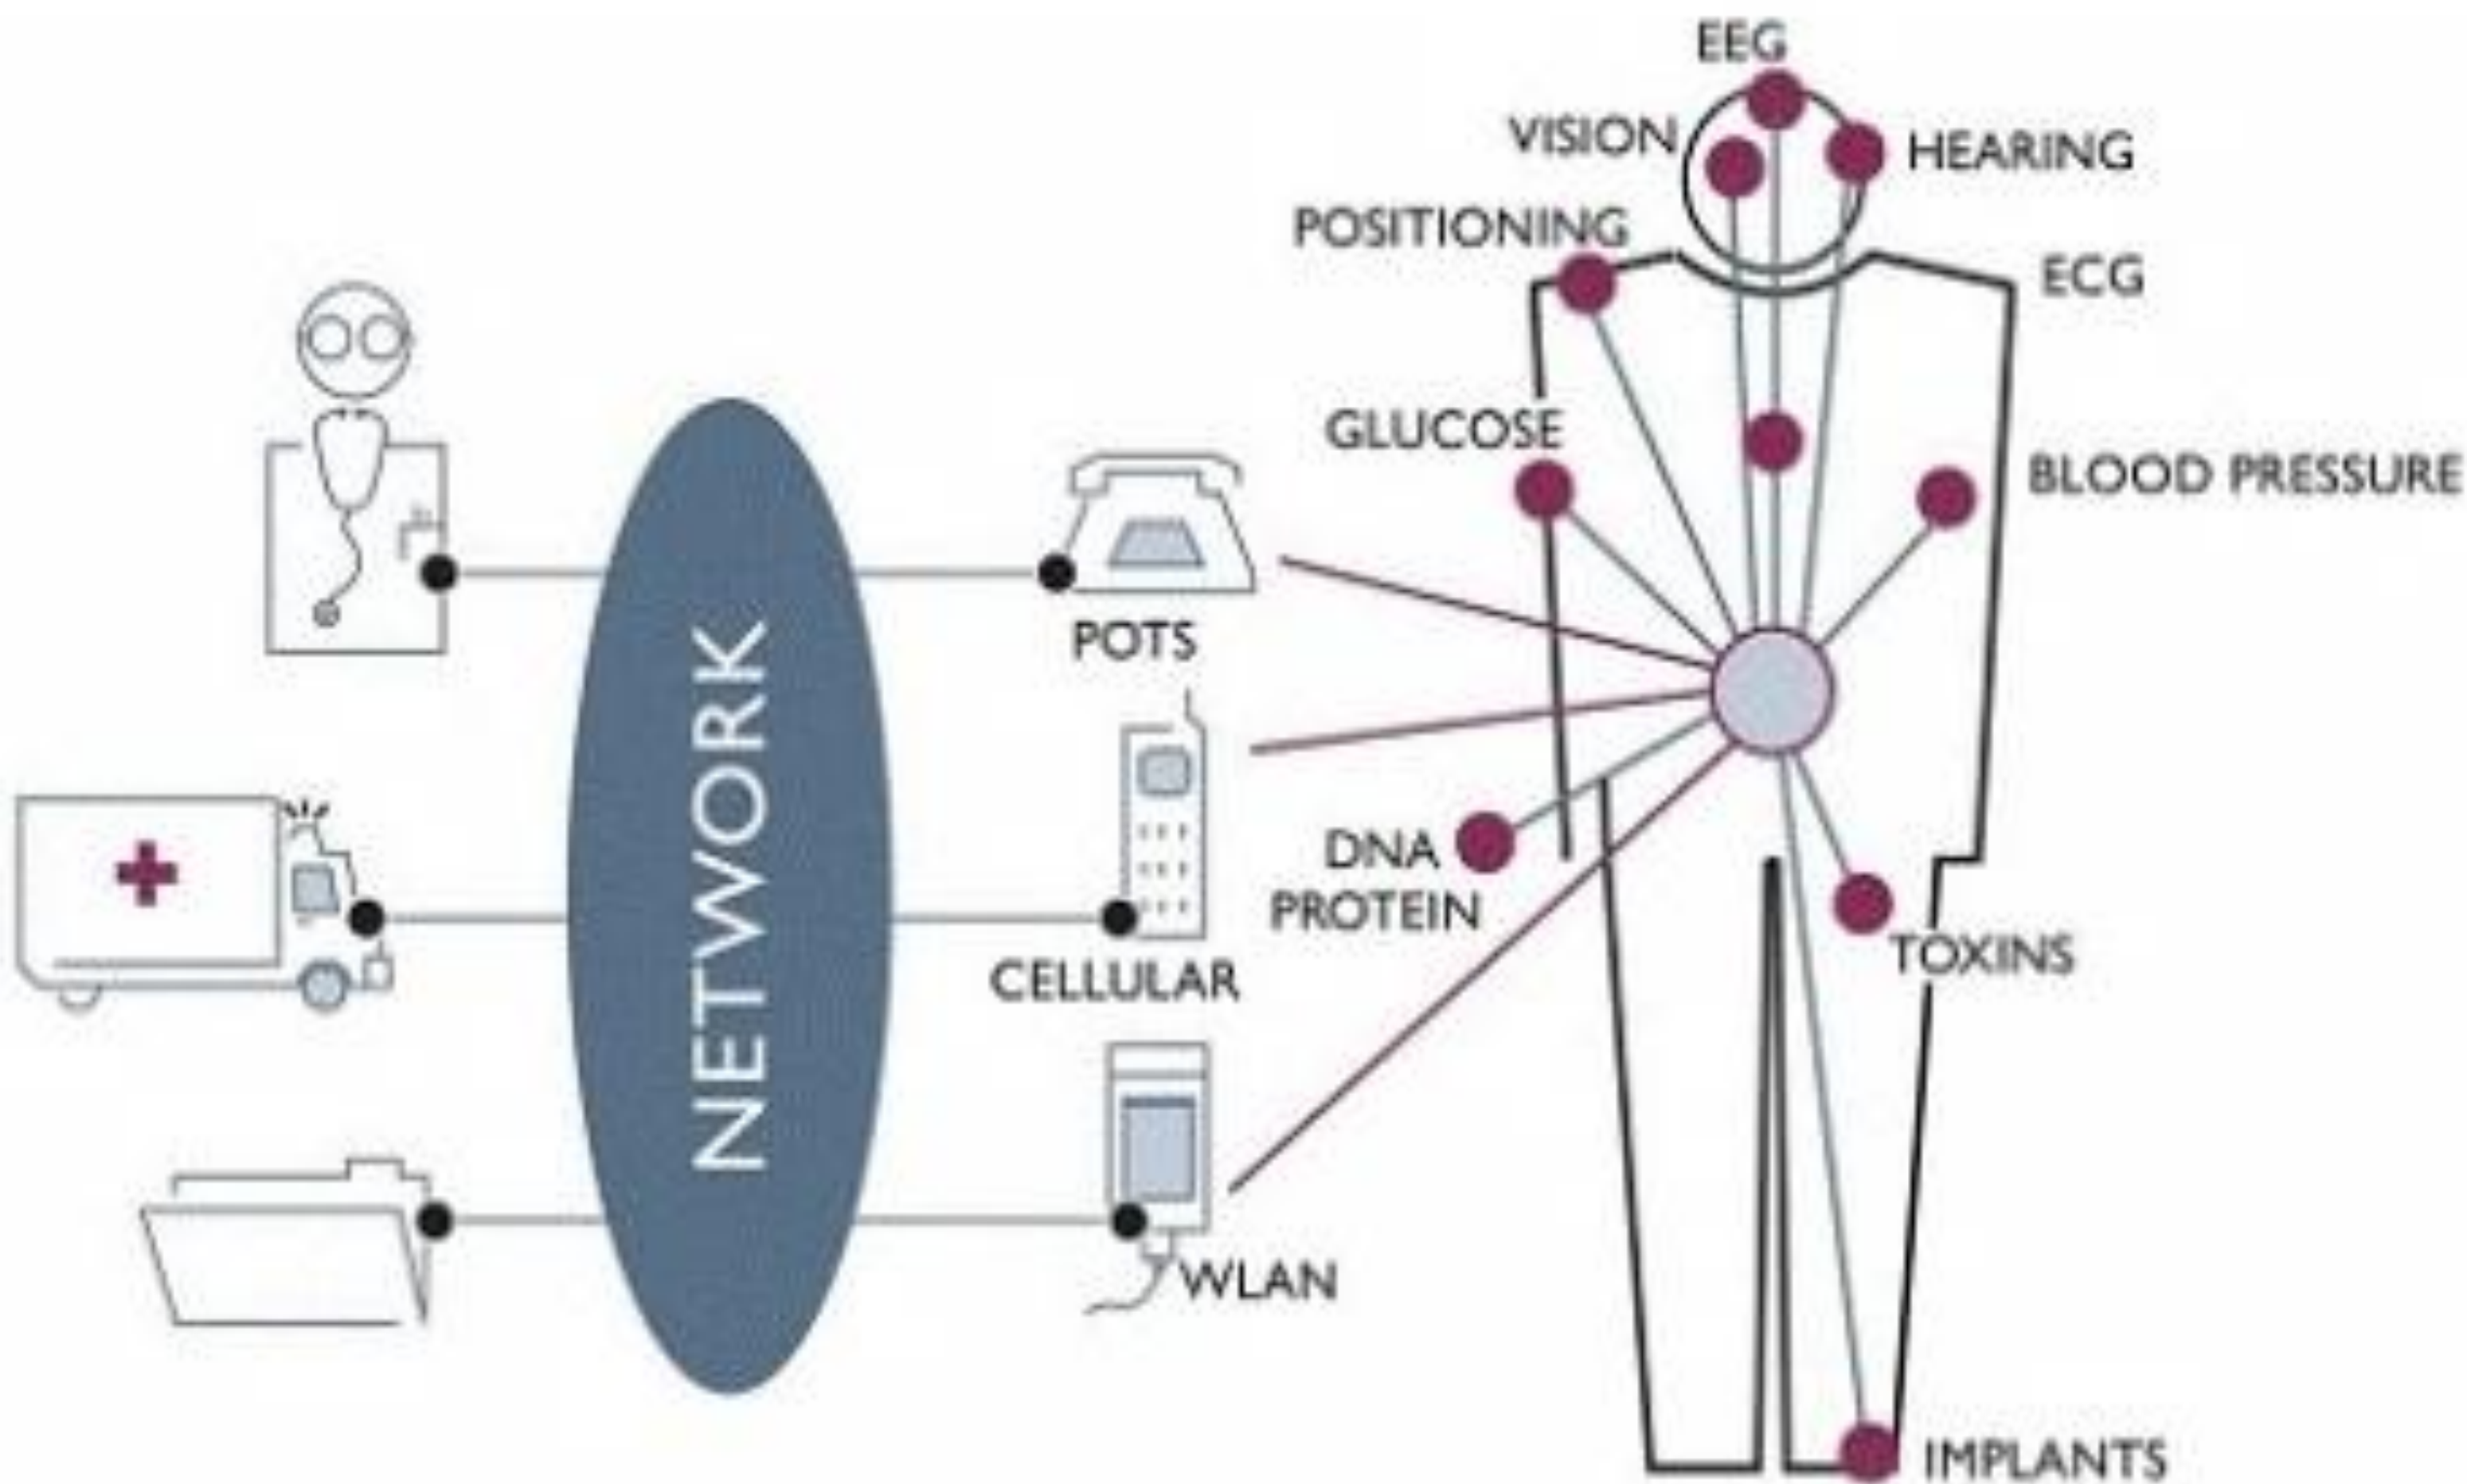 EEG
VISION
HEARING
POSITIONING
ECG
GLUCOSE
BLOOD PRESSURE
POTS
NETWORK
DNA
PROTEIN
CELLULAR
TOXINS
WLAN
IMPLANTS